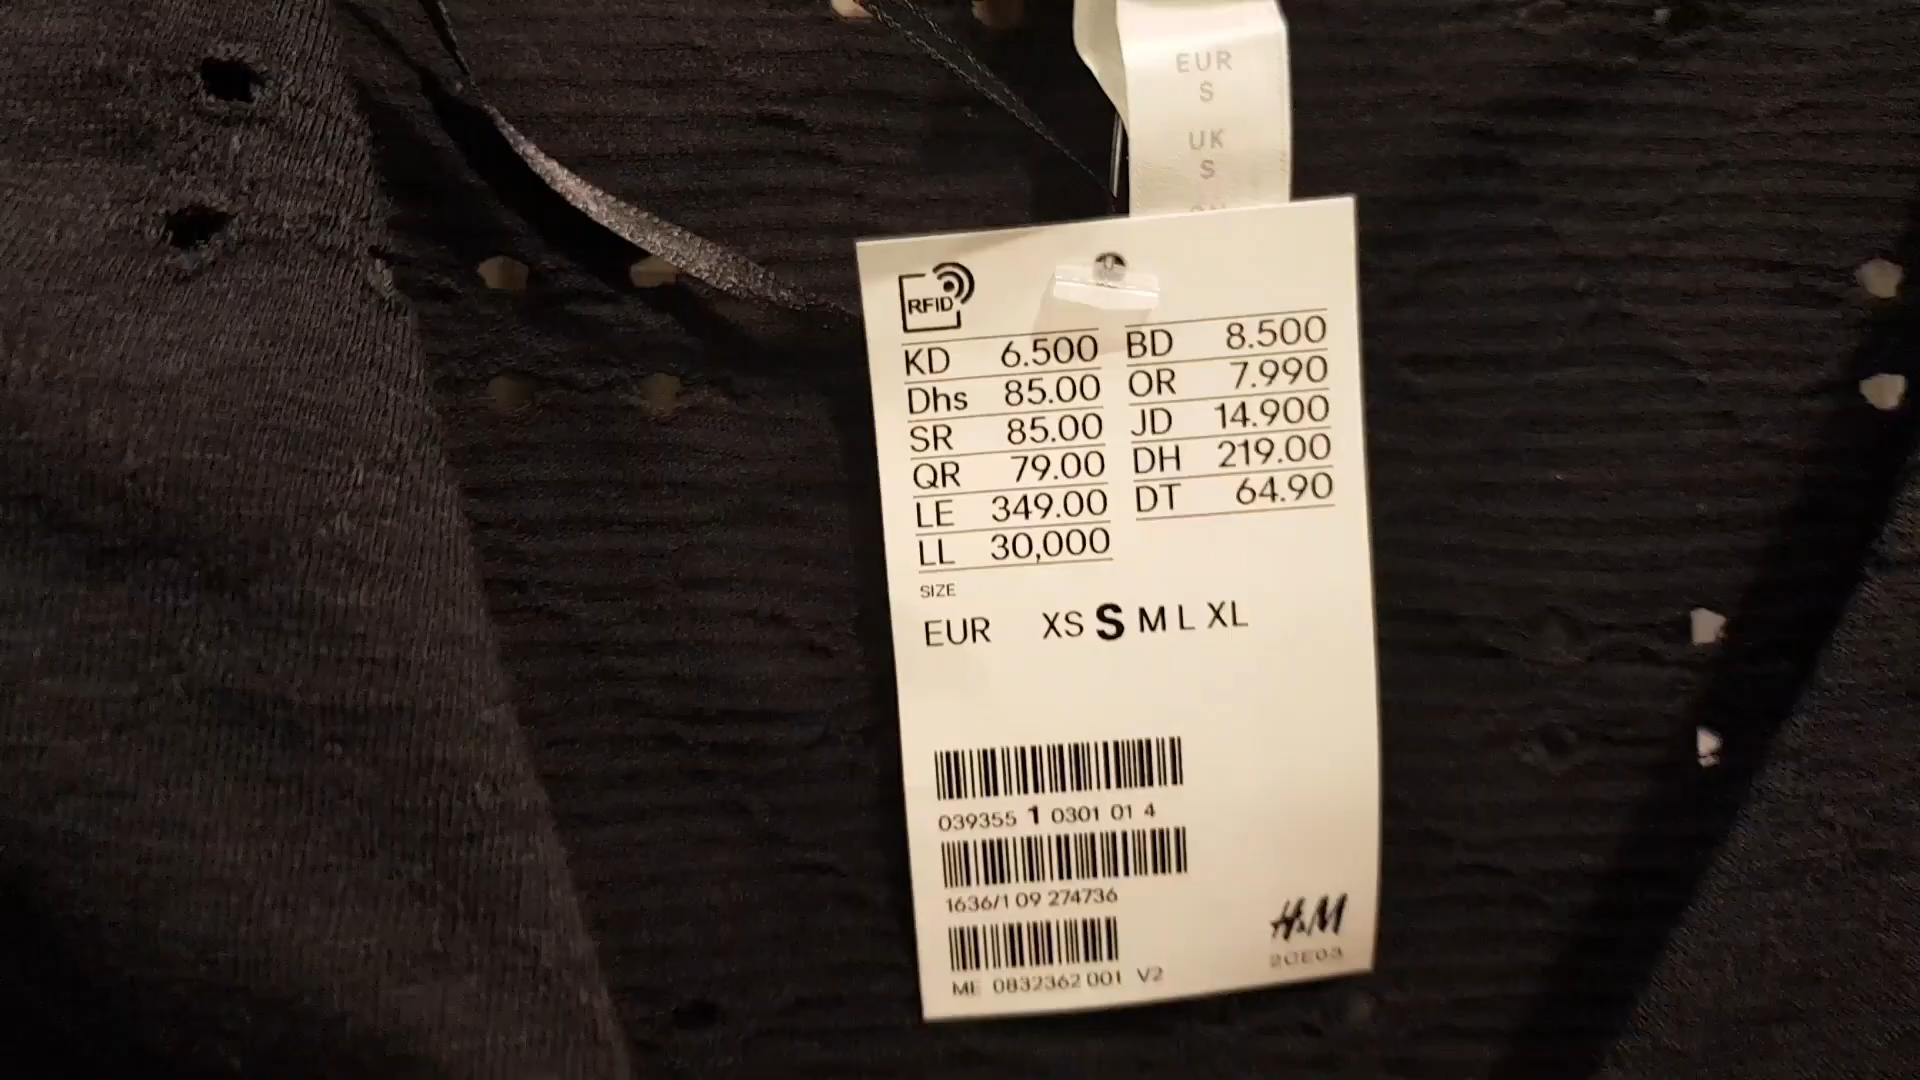 EUR
S
UK
S
RFID
KD 6.500 BD 8.500
Dhs 85.00 OR 7.990
SR 85.00 JD 14.900
QR 79.00 DH 219.00
LE 349.00 DT 64.90
LL 30,000
SIZE
EUR XS S M L XL
039355 1 0301 01 4
1636/1 09 274736
H&M
ME 0832362 001 V2